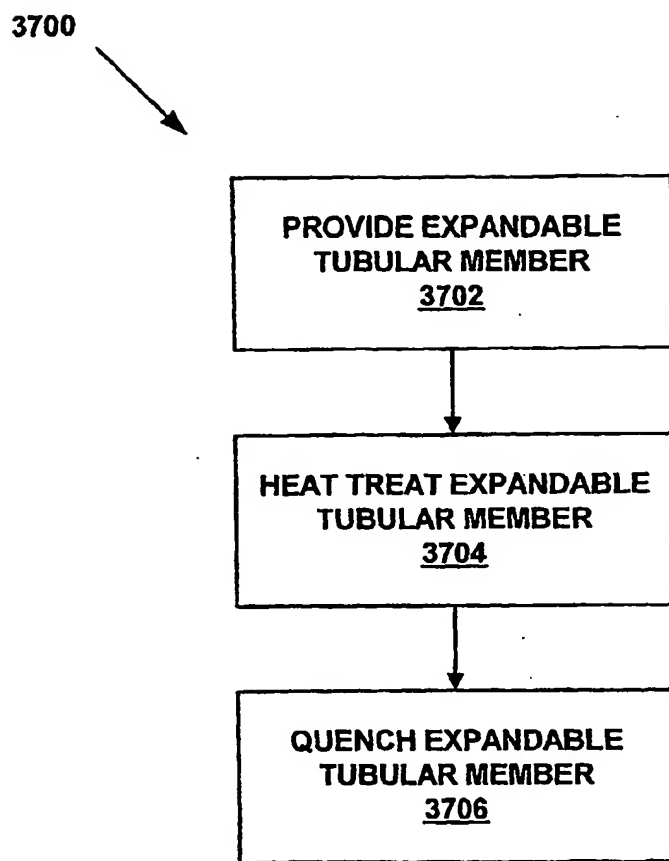 3700
PROVIDE EXPANDABLE
TUBULAR MEMBER
3702
HEAT TREAT EXPANDABLE
TUBULAR MEMBER
3704
QUENCH EXPANDABLE
TUBULAR MEMBER
3706